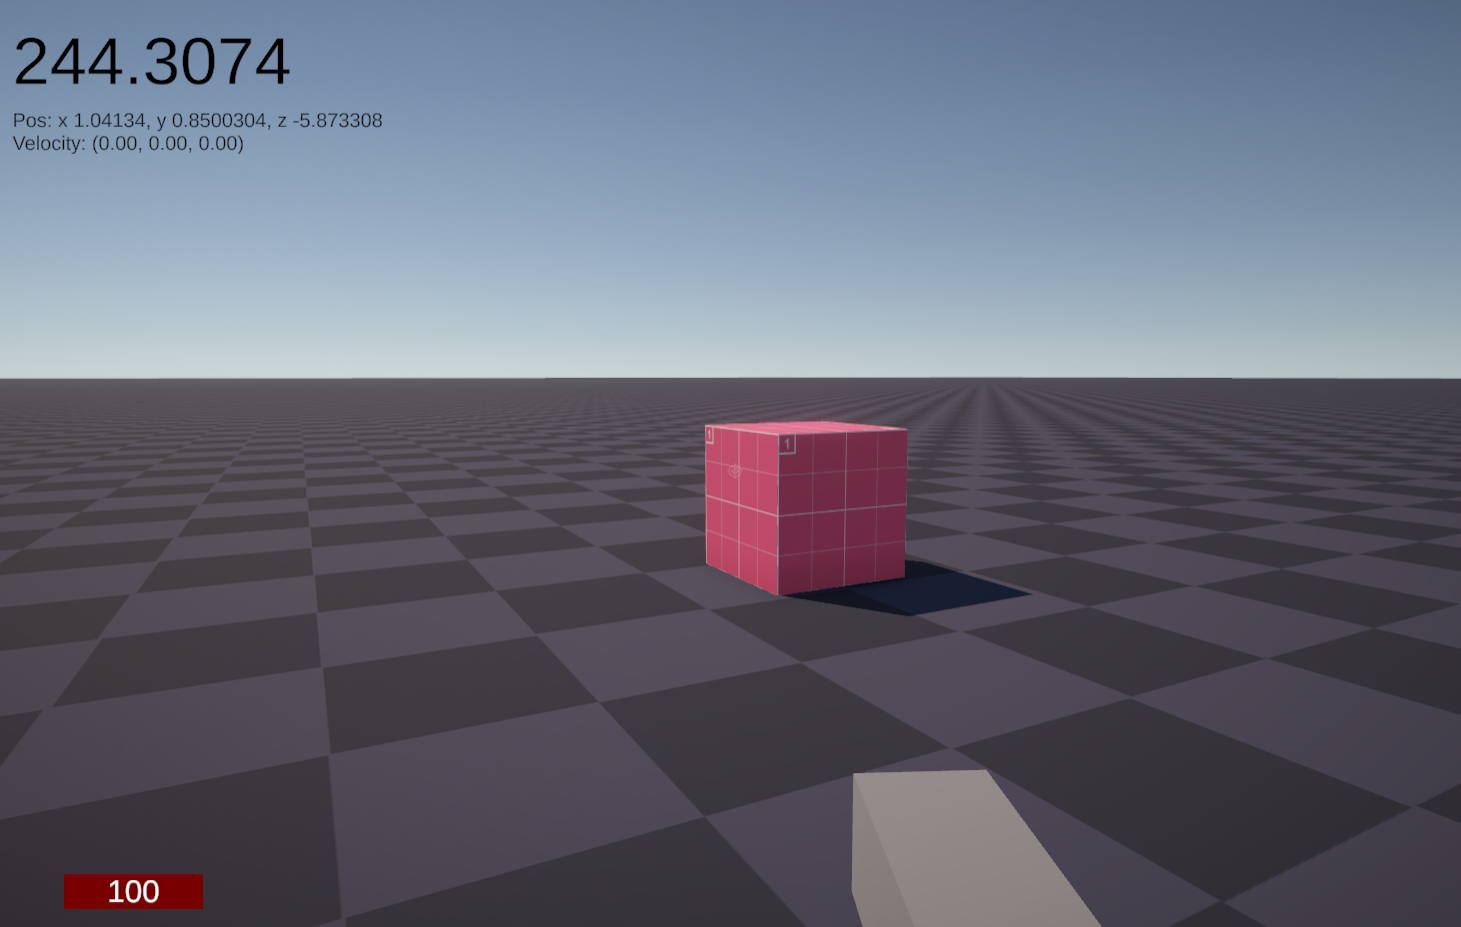 244.3074
Pos: x 1.04134, y 0.8500304, z -5.873308
Velocity: (0.00, 0.00, 0.00)
1
1
100